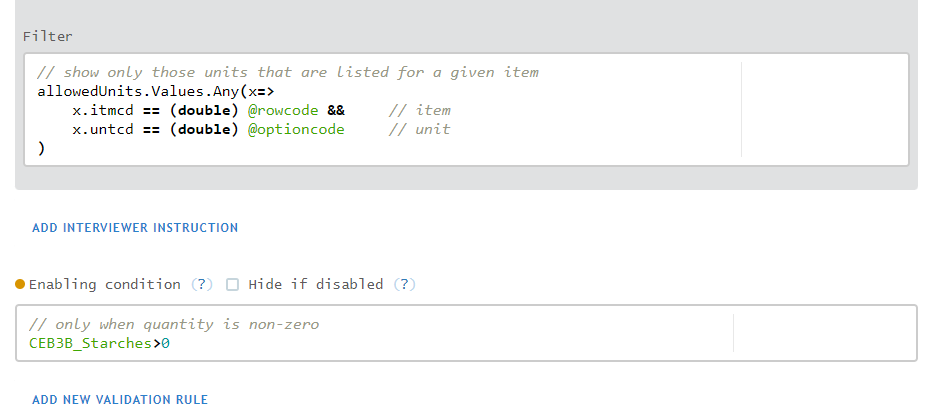 Filter
// show only those units that are listed for a given item
allowedUnits.Values.Any(x=>
    x.itmcd == (double) @rowcode &&     // item
    x.untcd == (double) @optioncode     // unit
)
ADD INTERVIEWER INSTRUCTION
Enabling condition (?) Hide if disabled (?)
// only when quantity is non-zero
CEB3B_Starches>0
ADD NEW VALIDATION RULE